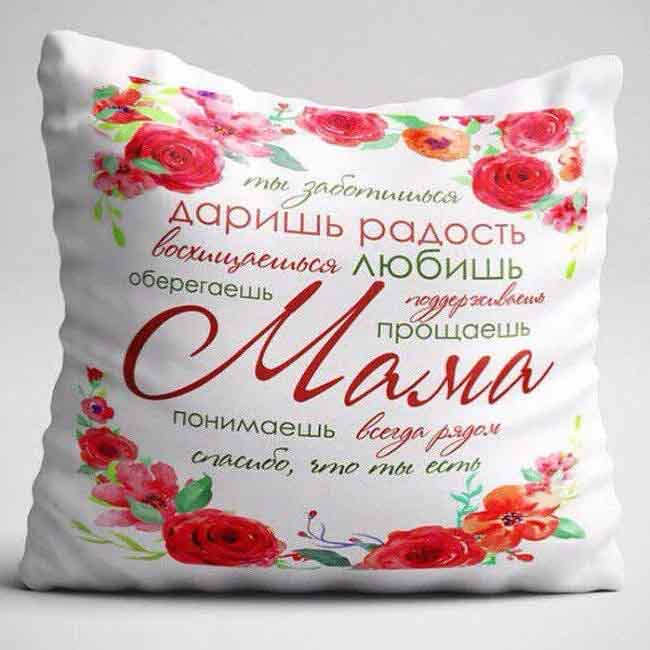 ты заботишься
даришь радость
восхищаешься любишь
оберегаешь поддерживаешь
прощаешь
Мама
понимаешь всегда рядом
спасибо, что ты есть